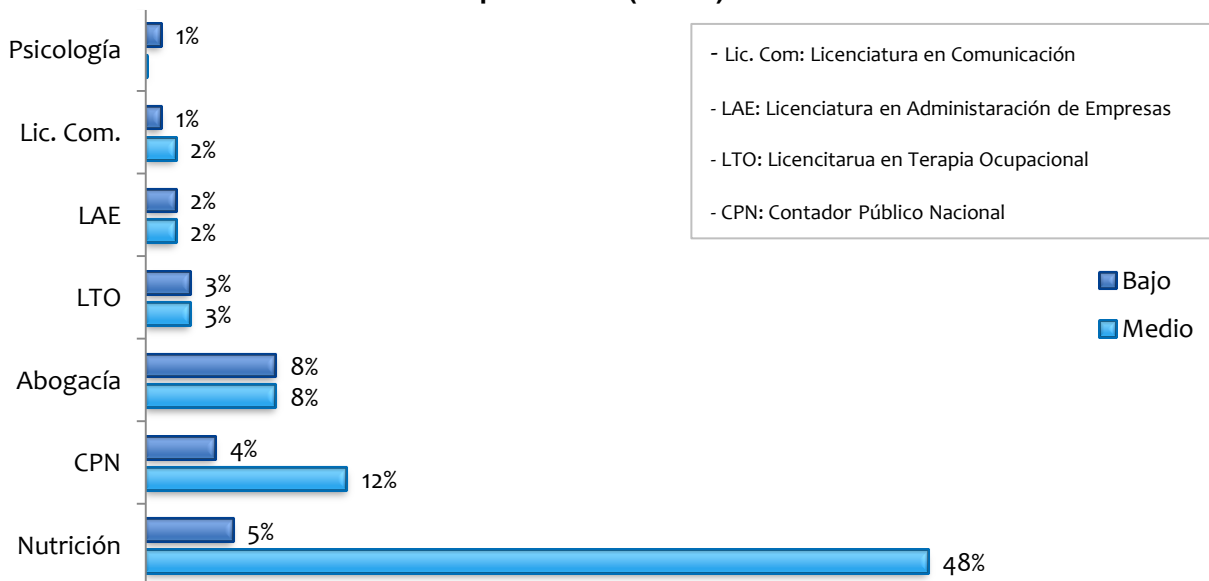 Psicología
1%
- Lic. Com: Licenciatura en Comunicación
- LAE: Licenciatura en Administaración de Empresas
- LTO: Licencitarua en Terapia Ocupacional
- CPN: Contador Público Nacional
Lic. Com.
1%
2%
LAE
2%
2%
LTO
3%
3%
Bajo
Medio
Abogacía
8%
8%
CPN
4%
12%
Nutrición
5%
48%